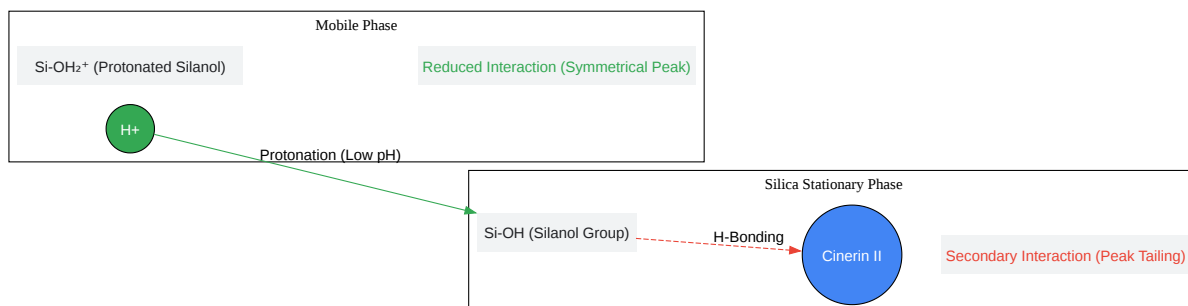 Mobile Phase
Si-OH₂⁺ (Protonated Silanol)
Reduced Interaction (Symmetrical Peak)
H+
Protonation (Low pH)
Silica Stationary Phase
Si-OH (Silanol Group)
H-Bonding
Cinerin II
Secondary Interaction (Peak Tailing)